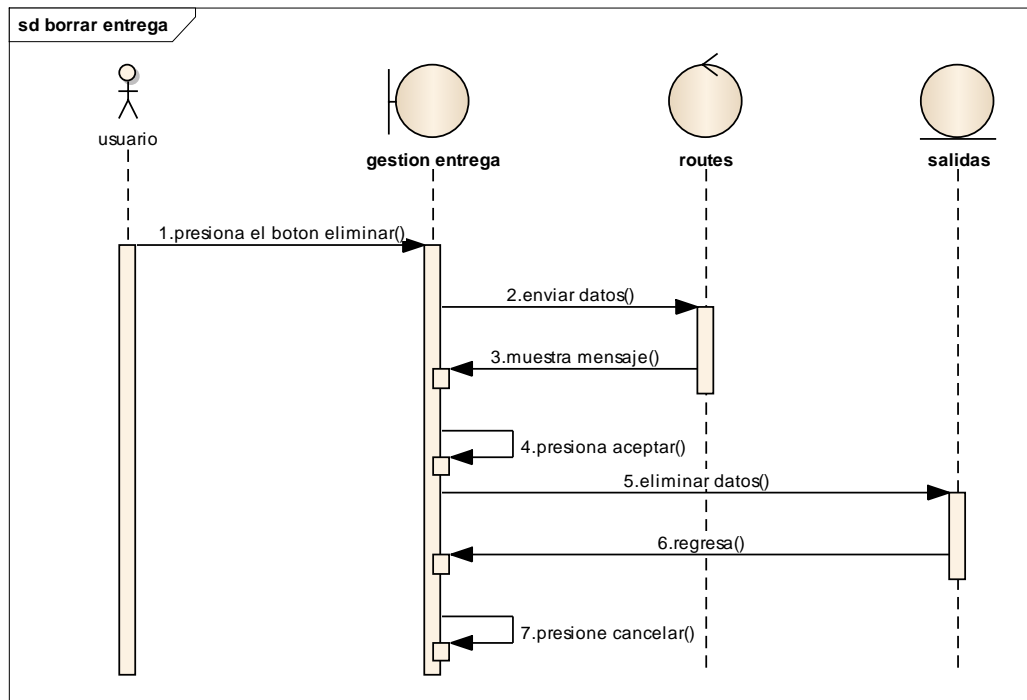 sd borrar entrega
usuario
gestion entrega
routes
salidas
1.presiona el boton eliminar()
2.enviar datos()
3.muestra mensaje()
4.presiona aceptar()
5.eliminar datos()
6.regresa()
7.presione cancelar()